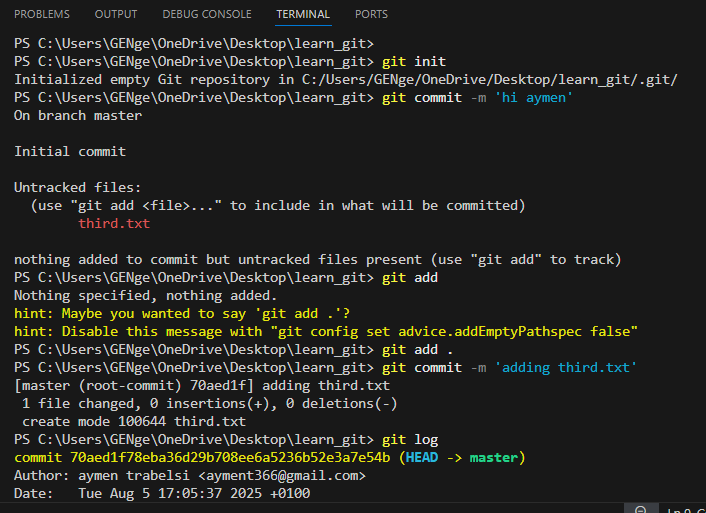 PROBLEMS OUTPUT DEBUG CONSOLE TERMINAL PORTS
PS C:\Users\GENge\OneDrive\Desktop\learn_git>
PS C:\Users\GENge\OneDrive\Desktop\learn_git> git init
Initialized empty Git repository in C:/Users/GENge/OneDrive/Desktop/learn_git/.git/
PS C:\Users\GENge\OneDrive\Desktop\learn_git> git commit -m 'hi aymen'
On branch master
Initial commit
Untracked files:
(use "git add <file>..." to include in what will be committed)
third.txt
nothing added to commit but untracked files present (use "git add" to track)
PS C:\Users\GENge\OneDrive\Desktop\learn_git> git add
Nothing specified, nothing added.
hint: Maybe you wanted to say 'git add .'?
hint: Disable this message with "git config set advice.addEmptyPathspec false"
PS C:\Users\GENge\OneDrive\Desktop\learn_git> git add .
PS C:\Users\GENge\OneDrive\Desktop\learn_git> git commit -m 'adding third.txt'
[master (root-commit) 70aed1f] adding third.txt
1 file changed, 0 insertions(+), 0 deletions(-)
create mode 100644 third.txt
PS C:\Users\GENge\OneDrive\Desktop\learn_git> git log
commit 70aed1f78eba36d29b708ee6a5236b52e3a7e54b (HEAD -> master)
Author: aymen trabelsi <ayment366@gmail.com>
Date: Tue Aug 5 17:05:37 2025 +0100